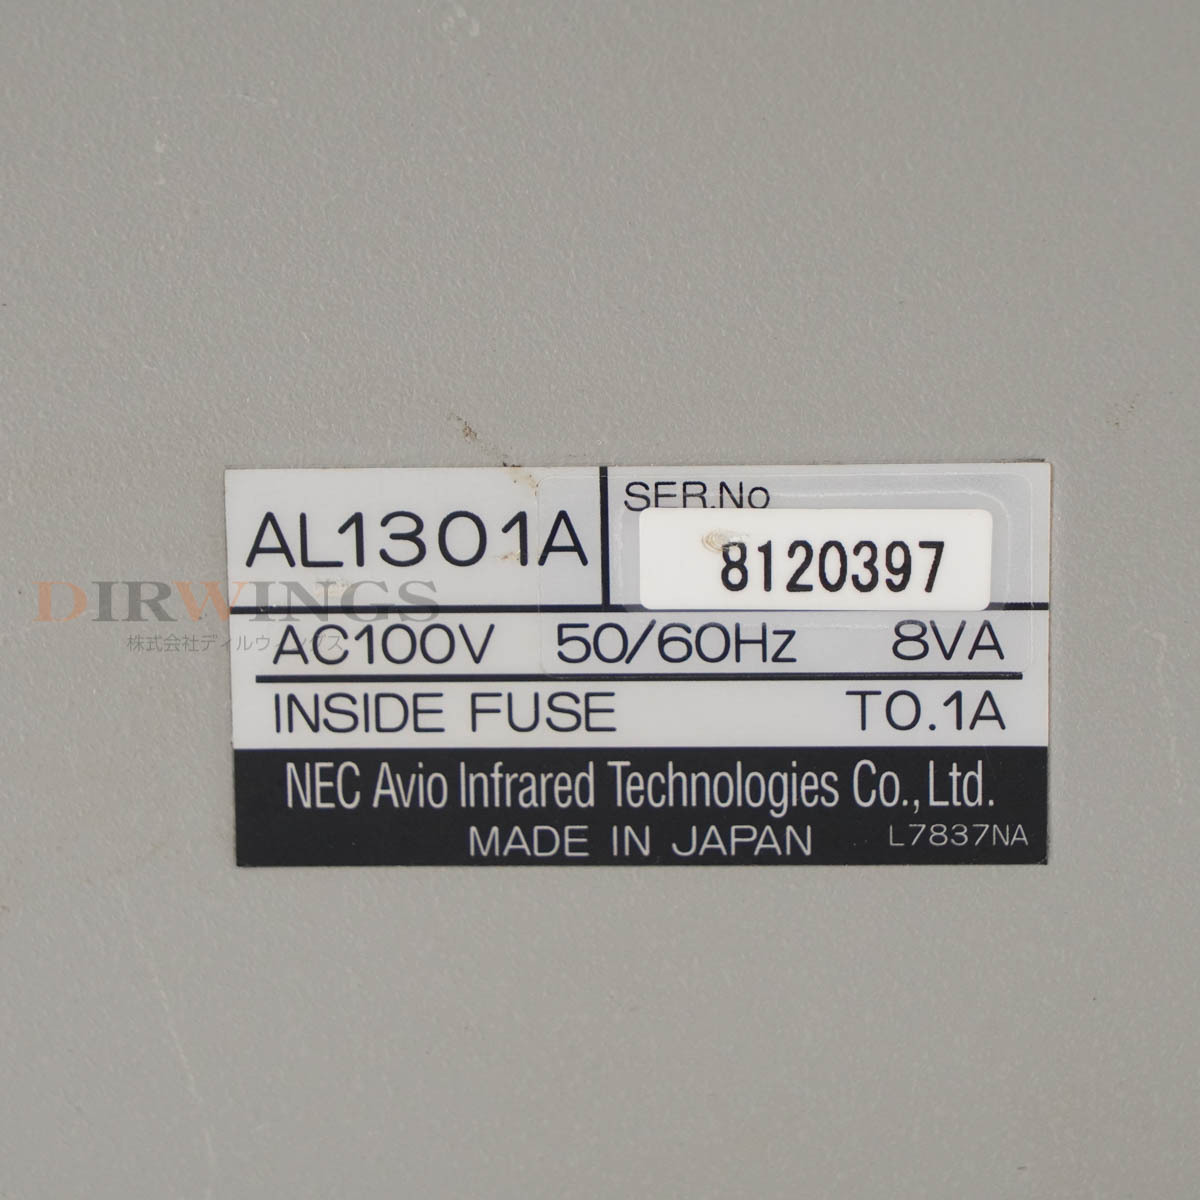 AL1301A
SER.No
8120397
DIRWINGS
株式会社ディルウィングス
AC100V 50/60Hz 8VA
INSIDE FUSE T0.1A
NEC Avio Infrared Technologies Co., Ltd.
MADE IN JAPAN L7837NA